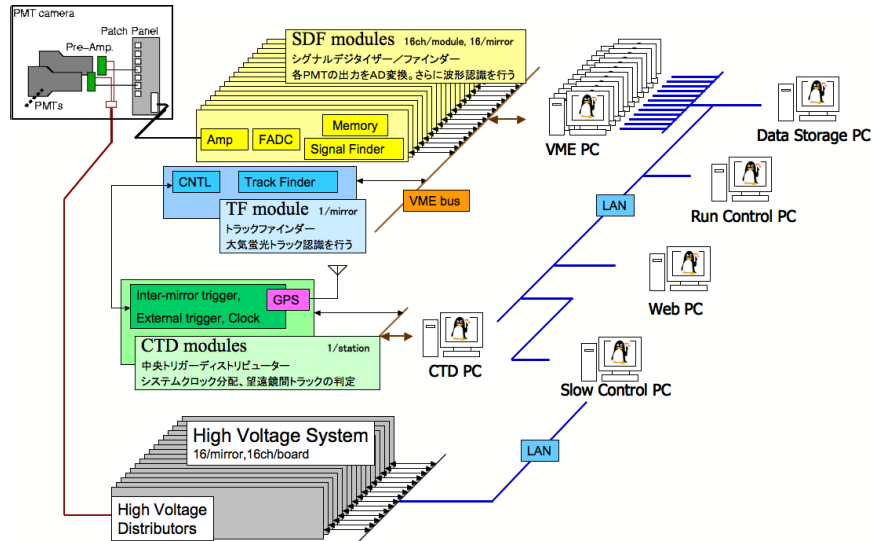 PMT camera
Patch Panel
Pre-Amp.
PMTs
SDF modules 16ch/module, 16/mirror
シグナルデジタイザー／ファインダー
各PMTの出力をAD変換。さらに波形認識を行う
Amp
FADC
Memory
Signal Finder
CNTL
Track Finder
TF module 1/mirror
トラックファインダー
大気蛍光トラック認識を行う
VME bus
VME PC
Data Storage PC
LAN
Run Control PC
Web PC
Inter-mirror trigger,
External trigger, Clock
GPS
CTD modules 1/station
中央トリガーディストリビューター
システムクロック分配、望遠鏡間トラックの判定
CTD PC
Slow Control PC
High Voltage System
16/mirror,16ch/board
LAN
High Voltage
Distributors